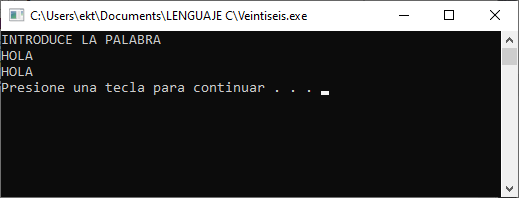 C:\Users\ekt\Documents\LENGUAJE C\Veintiseis.exe
INTRODUCE LA PALABRA
HOLA
HOLA
Presione una tecla para continuar . . .